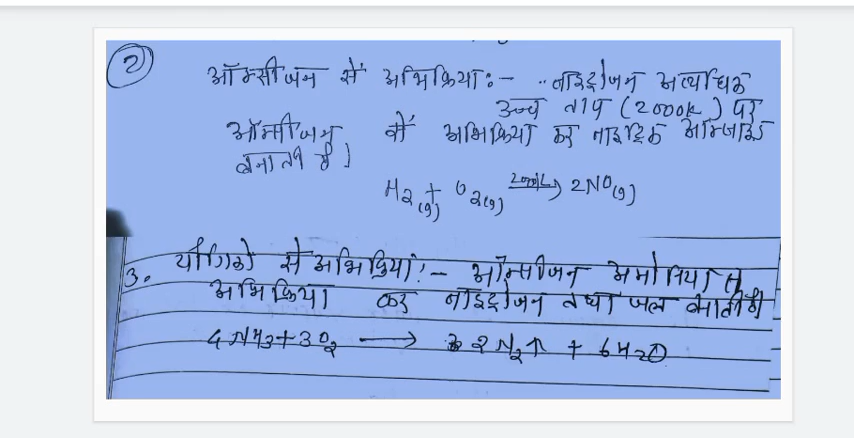 (2)
ऑक्सीजन से अभिक्रिया:- नाइट्रोजन अत्यधिक
उच्च ताप (2000K) पर
ऑक्सीजन से अभिक्रिया कर नाइट्रिक ऑक्साइड
बनाता है।
H2(g) + O2(g) 2000K→ 2NO(g)
3. यौगिको से अभिक्रिया:- ऑक्सीजन अमोनिया से
अभिक्रिया कर नाइट्रोजन तथा जल बनाती है
4NH3+3O2 ⟶ 2N2↑ + 6H2O